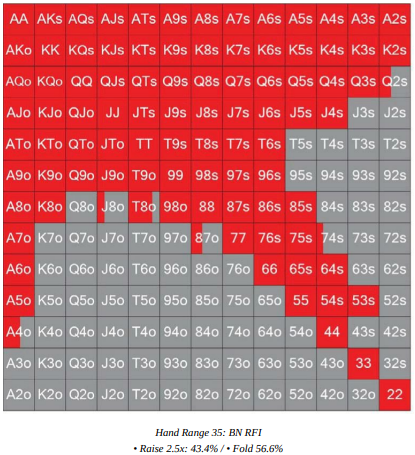 AA AKs AQs AJs ATs A9s A8s A7s A6s A5s A4s A3s A2s
AKo KK KQs KJs KTs K9s K8s K7s K6s K5s K4s K3s K2s
AQo KQo QQ QJs QTs Q9s Q8s Q7s Q6s Q5s Q4s Q3s Q2s
AJo KJo QJo JJ JTs J9s J8s J7s J6s J5s J4s J3s J2s
ATo KTo QTo JTo TT T9s T8s T7s T6s T5s T4s T3s T2s
A9o K9o Q9o J9o T9o 99 98s 97s 96s 95s 94s 93s 92s
A8o K8o Q8o J8o T8o 98o 88 87s 86s 85s 84s 83s 82s
A7o K7o Q7o J7o T7o 97o 87o 77 76s 75s 74s 73s 72s
A6o K6o Q6o J6o T6o 96o 86o 76o 66 65s 64s 63s 62s
A5o K5o Q5o J5o T5o 95o 85o 75o 65o 55 54s 53s 52s
A4o K4o Q4o J4o T4o 94o 84o 74o 64o 54o 44 43s 42s
A3o K3o Q3o J3o T3o 93o 83o 73o 63o 53o 43o 33 32s
A2o K2o Q2o J2o T2o 92o 82o 72o 62o 52o 42o 32o 22
Hand Range 35: BN RFI
• Raise 2.5x: 43.4% / • Fold 56.6%